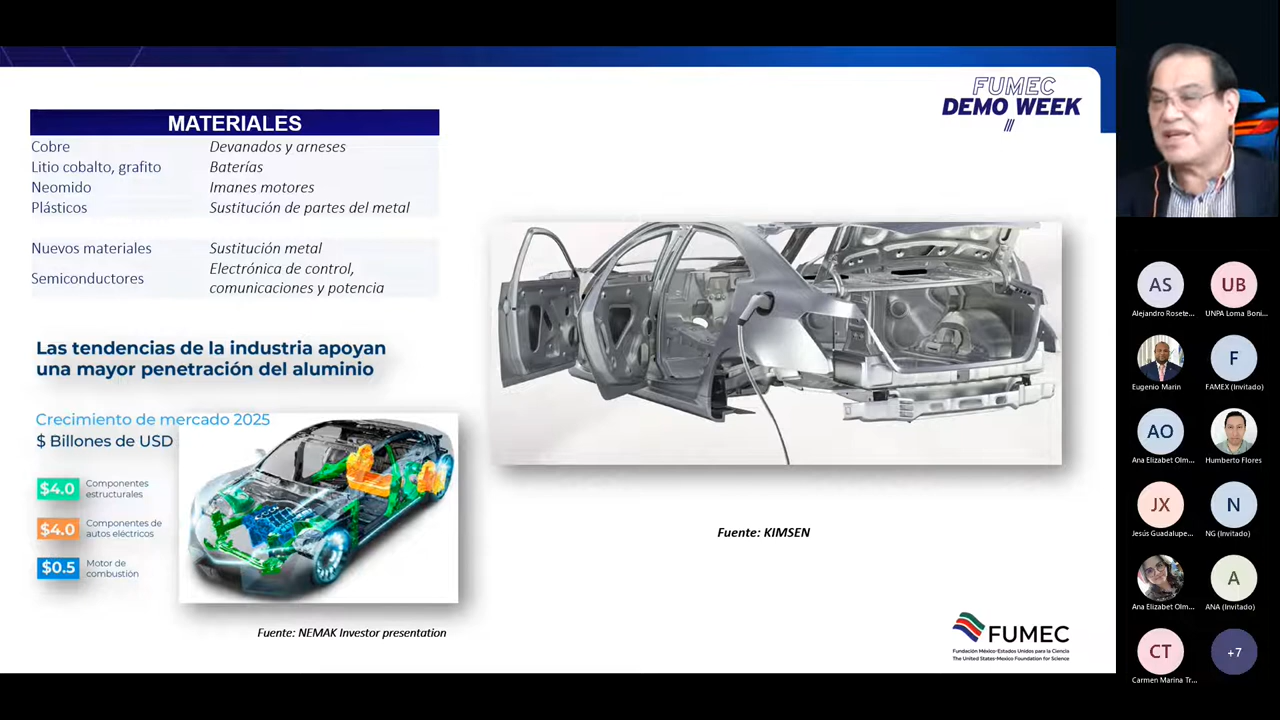 FUMEC
DEMO WEEK
///
MATERIALES
Cobre Devanados y arneses
Litio cobalto, grafito Baterías
Neomido Imanes motores
Plásticos Sustitución de partes del metal
Nuevos materiales Sustitución metal
Semiconductores Electrónica de control,
comunicaciones y potencia
Las tendencias de la industria apoyan
una mayor penetración del aluminio
Crecimiento de mercado 2025
$ Billones de USD
$4.0 Componentes
estructurales
$4.0 Componentes de
autos eléctricos
$0.5 Motor de
combustión
Fuente: NEMAK Investor presentation
Fuente: KIMSEN
FUMEC
Fundación México-Estados Unidos para la Ciencia
The United States-Mexico Foundation for Science
AS
Alejandro Rosete...
UB
UNPA Loma Boni...
Eugenio Marin
F
FAMEX (Invitado)
AO
Ana Elizabet Olm...
Humberto Flores
JX
Jesús Guadalupe...
N
NG (Invitado)
Ana Elizabet Olm...
A
ANA (Invitado)
CT
Carmen Marina Tr...
+7